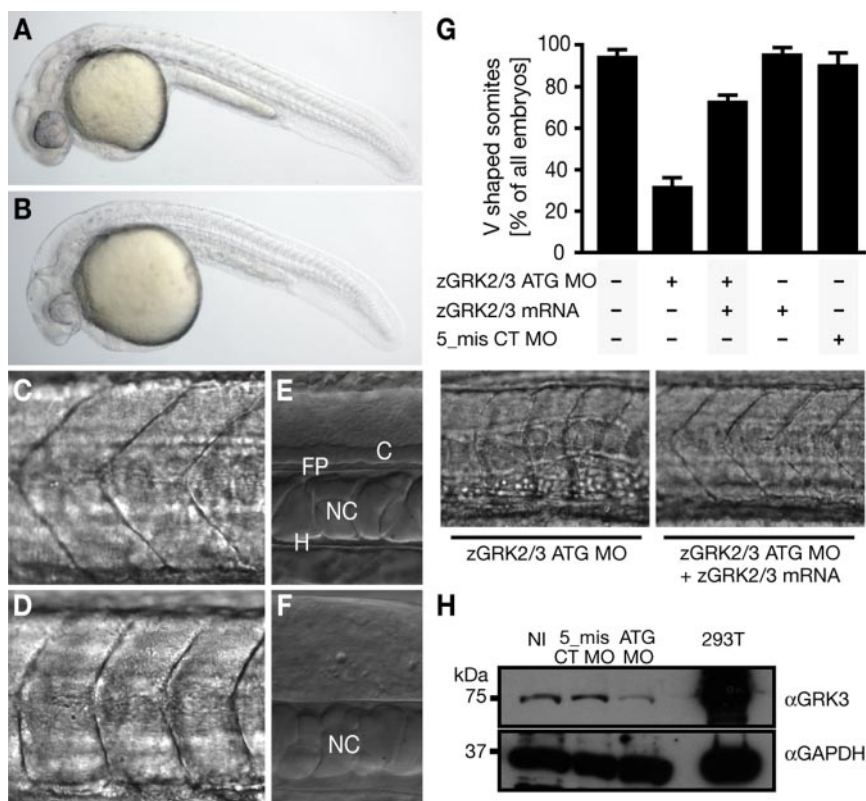 A
B
C
D
E
C
FP
NC
H
F
NC
G
V shaped somites
[% of all embryos]
100
80
60
40
20
0
zGRK2/3 ATG MO – + + – –
zGRK2/3 mRNA – – + + –
5_mis CT MO – – – – +
zGRK2/3 ATG MO
zGRK2/3 ATG MO
+ zGRK2/3 mRNA
H
NI 5_mis CT MO ATG MO 293T
kDa
75
αGRK3
37
αGAPDH